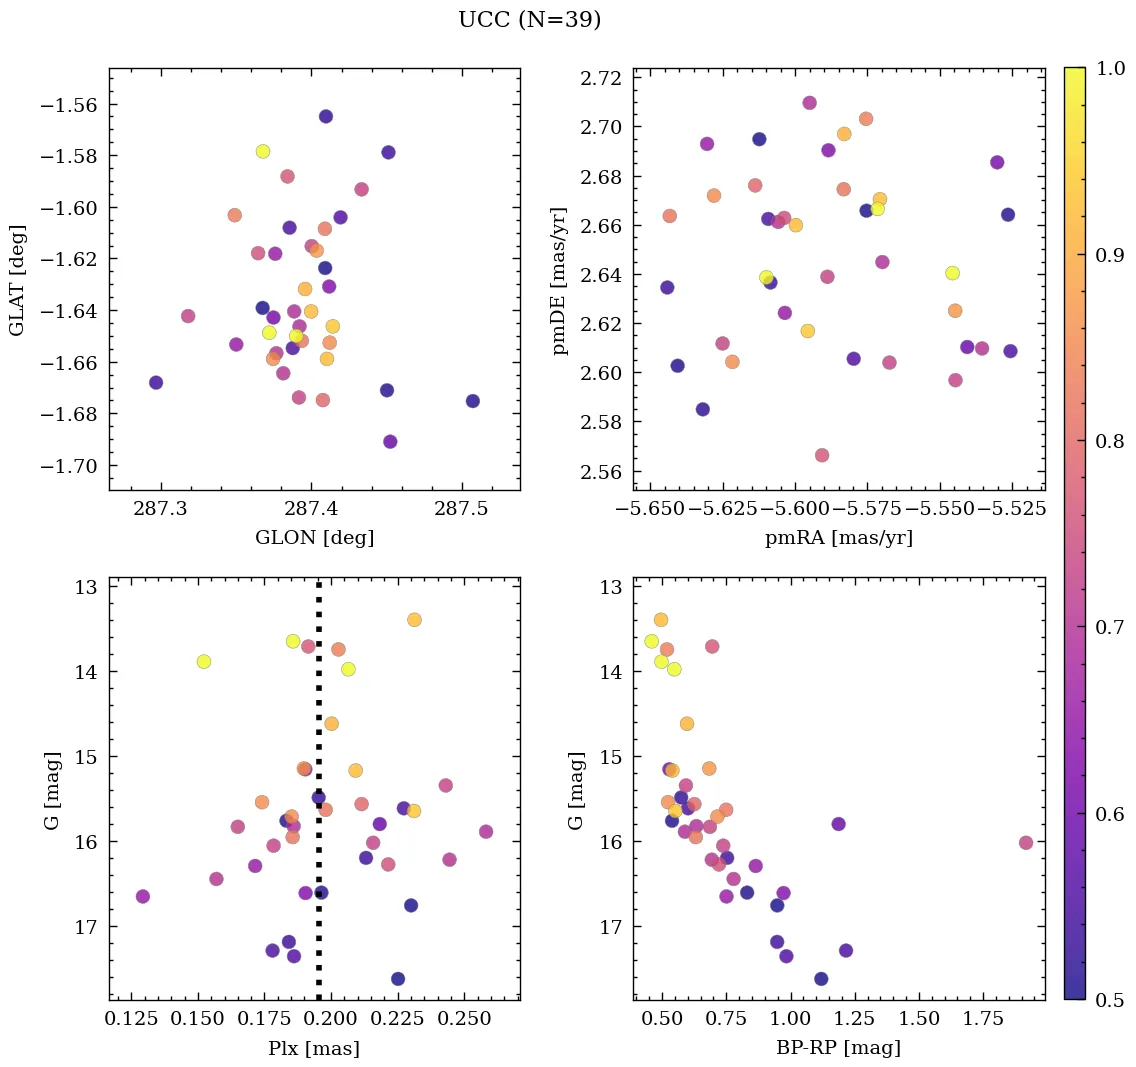 UCC (N=39)
−1.56
−1.58
−1.60
−1.62
−1.64
−1.66
−1.68
−1.70
GLAT [deg]
287.3 287.4 287.5
GLON [deg]
2.72
2.70
2.68
2.66
2.64
2.62
2.60
2.58
2.56
pmDE [mas/yr]
−5.650 −5.625 −5.600 −5.575 −5.550 −5.525
pmRA [mas/yr]
13
14
15
16
17
G [mag]
0.125 0.150 0.175 0.200 0.225 0.250
Plx [mas]
13
14
15
16
17
G [mag]
0.50 0.75 1.00 1.25 1.50 1.75
BP-RP [mag]
1.0
0.9
0.8
0.7
0.6
0.5